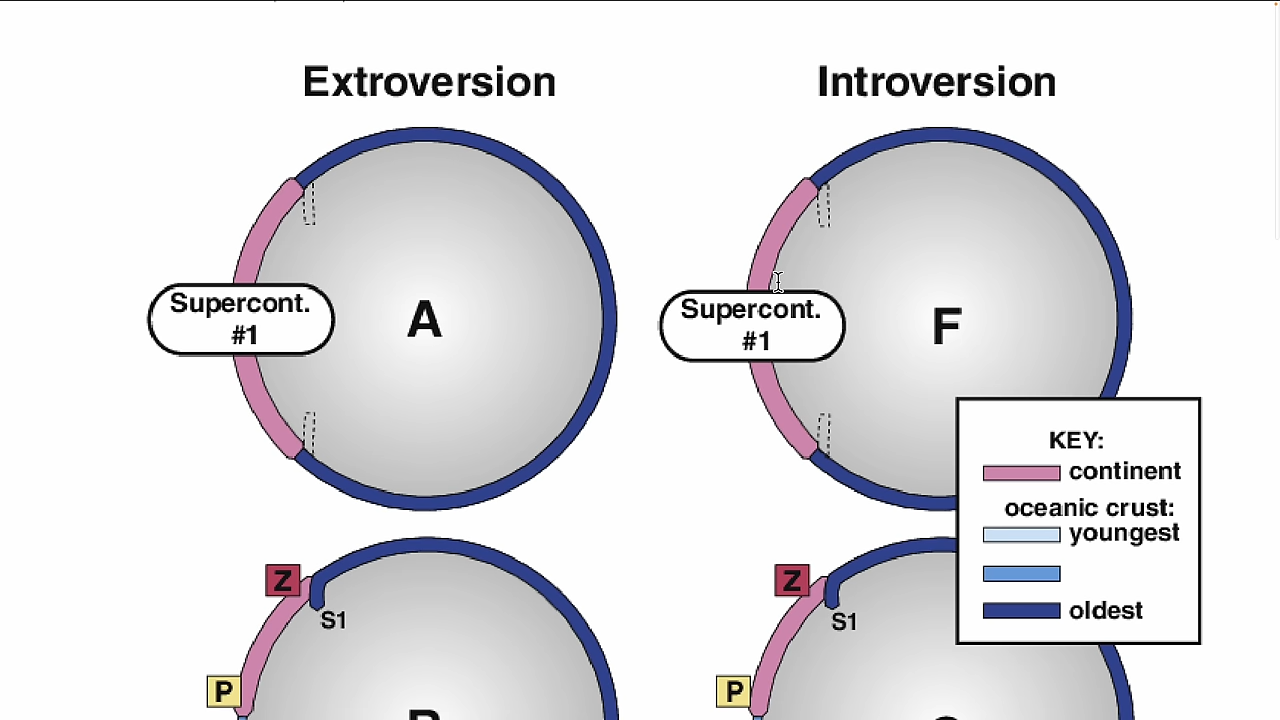 Extroversion
Introversion
Supercont.
#1
A
Supercont.
#1
F
KEY:
continent
oceanic crust:
youngest
oldest
Z
S1
P
Z
S1
P